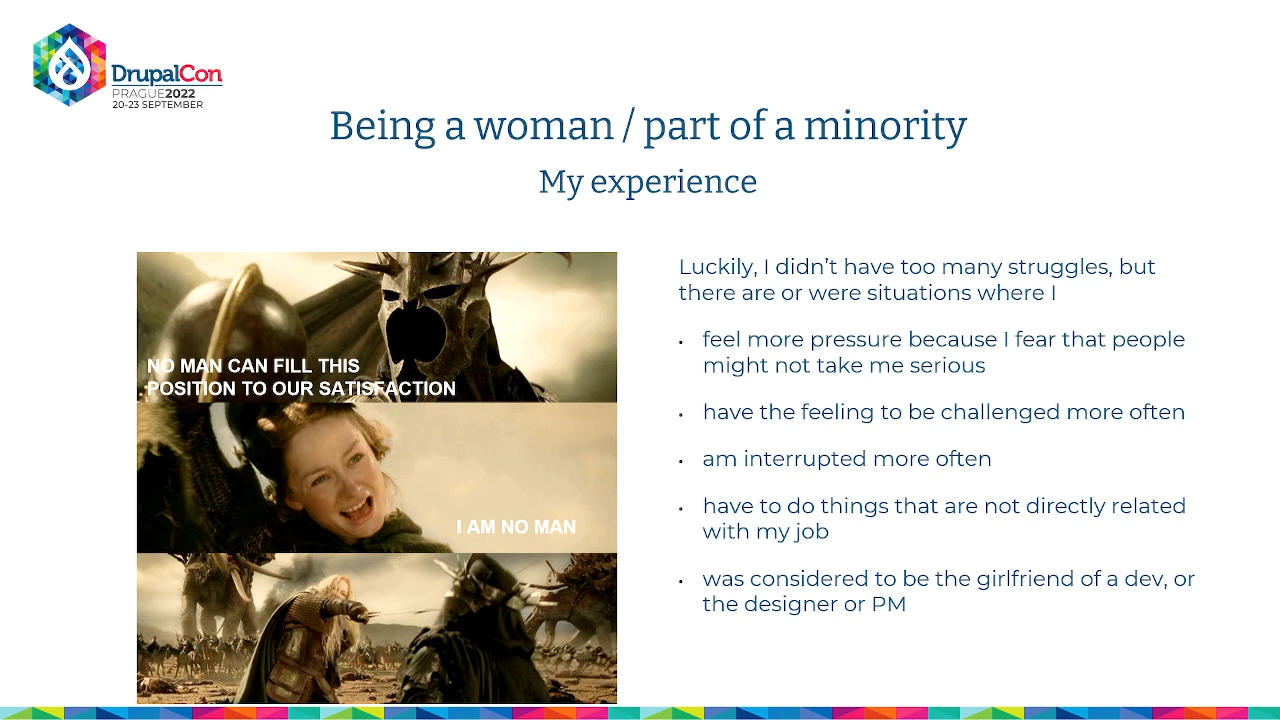 DrupalCon
PRAGUE2022
20-23 SEPTEMBER
Being a woman / part of a minority
My experience
NO MAN CAN FILL THIS
POSITION TO OUR SATISFACTION
I AM NO MAN
Luckily, I didn't have too many struggles, but
there are or were situations where I
• feel more pressure because I fear that people
might not take me serious
• have the feeling to be challenged more often
• am interrupted more often
• have to do things that are not directly related
with my job
• was considered to be the girlfriend of a dev, or
the designer or PM